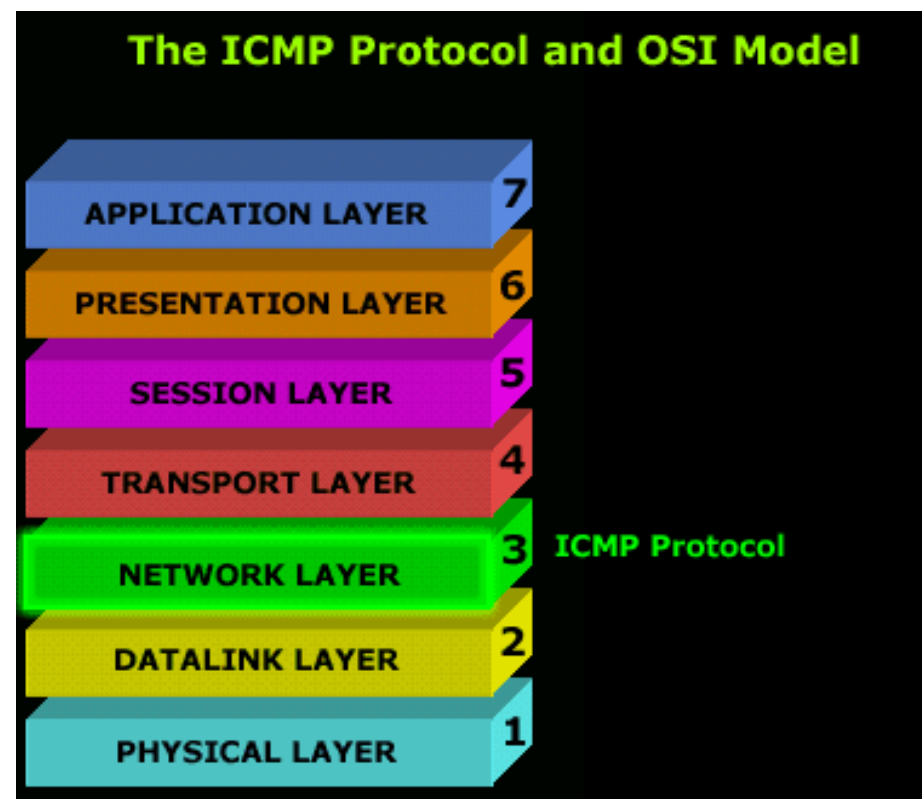 The ICMP Protocol and OSI Model
APPLICATION LAYER 7
PRESENTATION LAYER 6
SESSION LAYER 5
TRANSPORT LAYER 4
NETWORK LAYER 3 ICMP Protocol
DATALINK LAYER 2
PHYSICAL LAYER 1